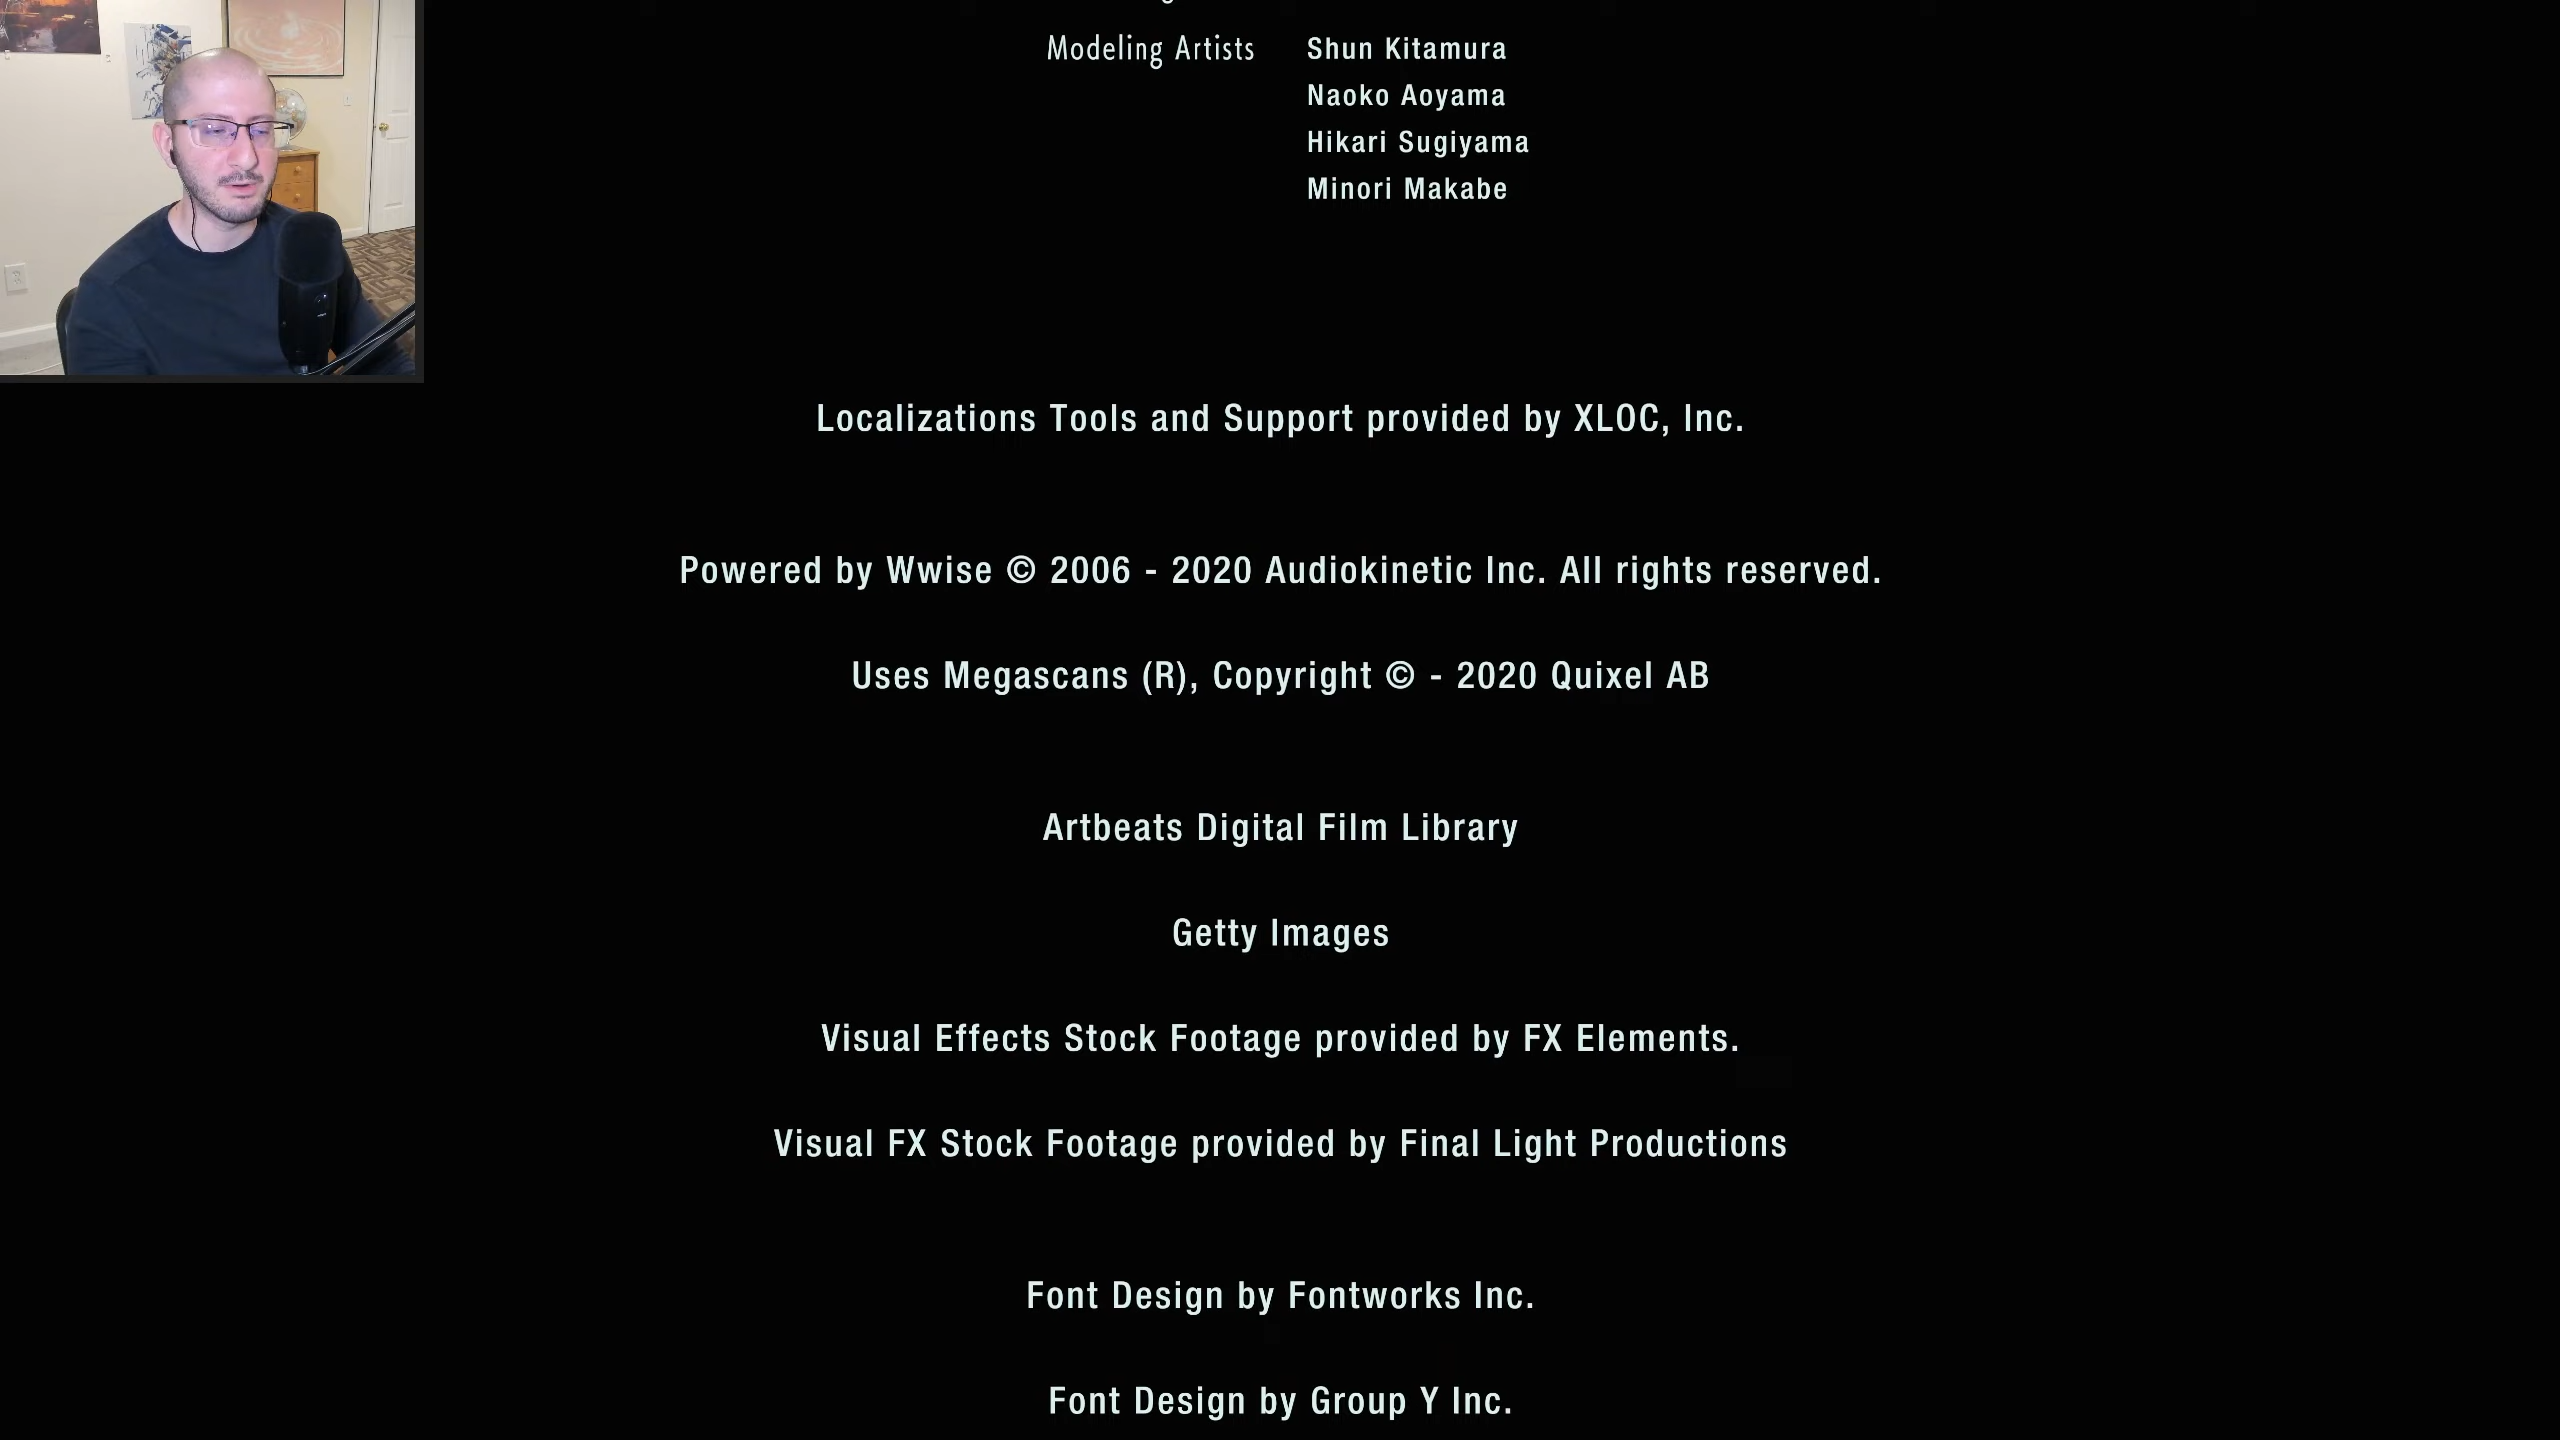 Modeling Artists Shun Kitamura
Naoko Aoyama
Hikari Sugiyama
Minori Makabe
Localizations Tools and Support provided by XLOC, Inc.
Powered by Wwise © 2006 - 2020 Audiokinetic Inc. All rights reserved.
Uses Megascans (R), Copyright © - 2020 Quixel AB
Artbeats Digital Film Library
Getty Images
Visual Effects Stock Footage provided by FX Elements.
Visual FX Stock Footage provided by Final Light Productions
Font Design by Fontworks Inc.
Font Design by Group Y Inc.